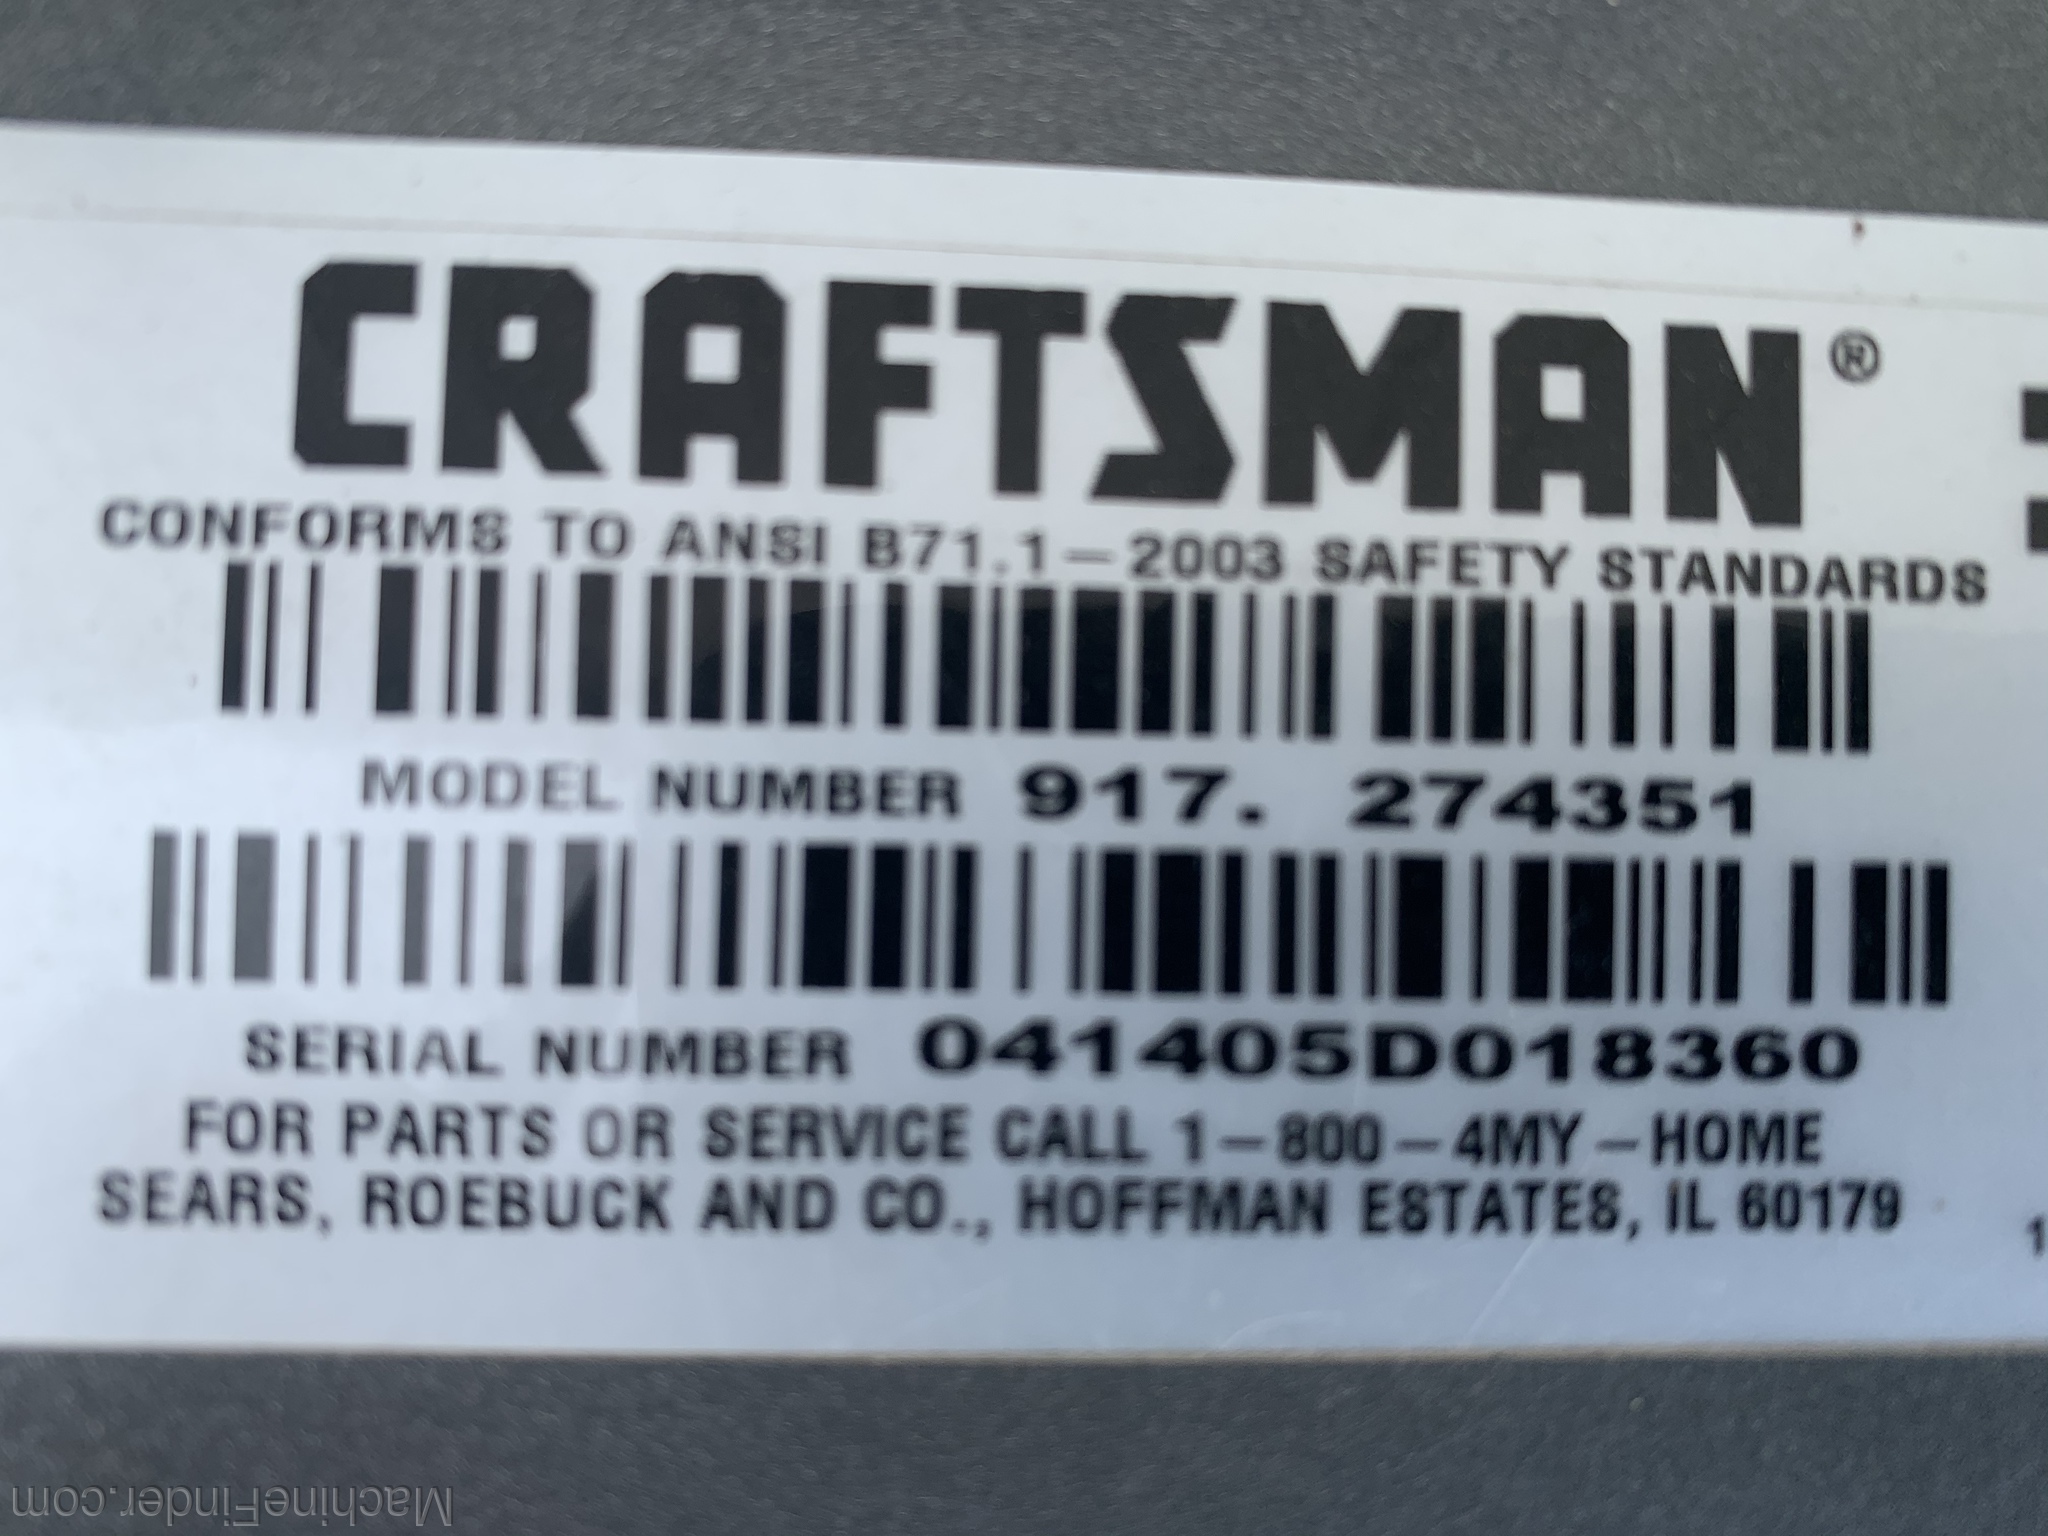 CRAFTSMAN®
CONFORMS TO ANSI B71.1-2003 SAFETY STANDARDS
MODEL NUMBER 917. 274351
SERIAL NUMBER 041405D018360
FOR PARTS OR SERVICE CALL 1-800-4MY-HOME
SEARS, ROEBUCK AND CO., HOFFMAN ESTATES, IL 60179
1
MachineFinder.com